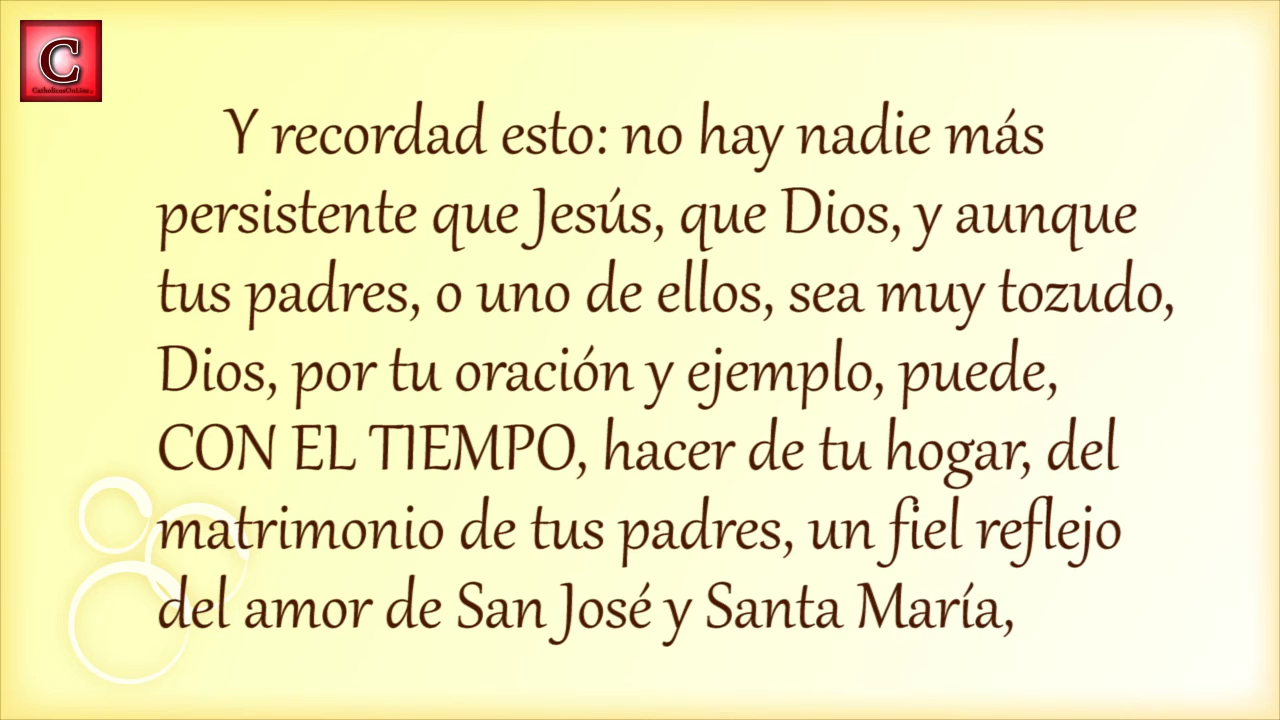 C
CatholicosOnLine
Y recordad esto: no hay nadie más
persistente que Jesús, que Dios, y aunque
tus padres, o uno de ellos, sea muy tozudo,
Dios, por tu oración y ejemplo, puede,
CON EL TIEMPO, hacer de tu hogar, del
matrimonio de tus padres, un fiel reflejo
del amor de San José y Santa María,